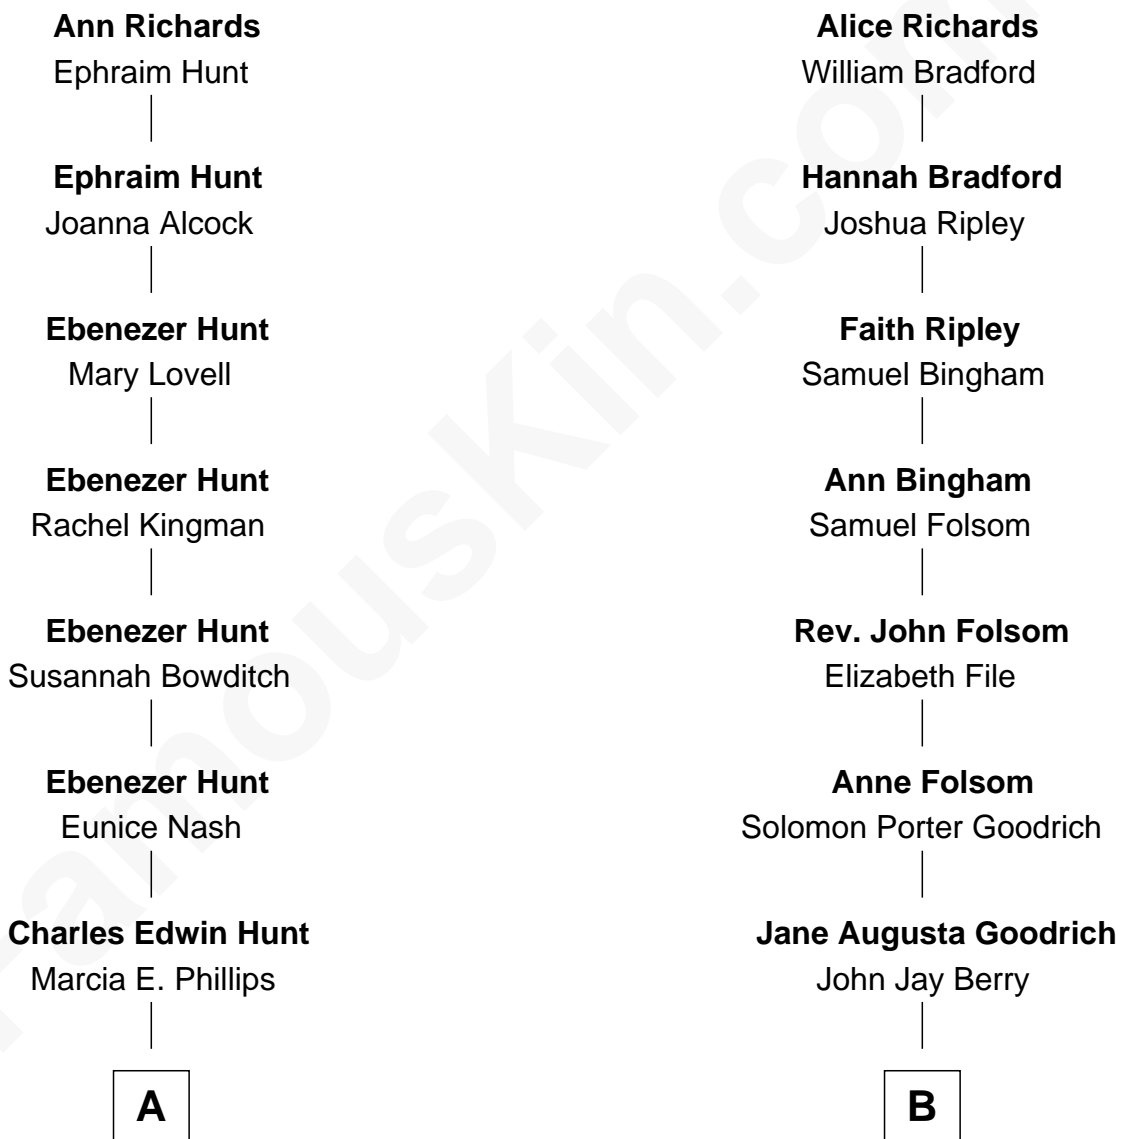 Ann Richards
Ephraim Hunt
Ephraim Hunt
Joanna Alcock
Ebenezer Hunt
Mary Lovell
Ebenezer Hunt
Rachel Kingman
Ebenezer Hunt
Susannah Bowditch
Ebenezer Hunt
Eunice Nash
Charles Edwin Hunt
Marcia E. Phillips
A
Alice Richards
William Bradford
Hannah Bradford
Joshua Ripley
Faith Ripley
Samuel Bingham
Ann Bingham
Samuel Folsom
Rev. John Folsom
Elizabeth File
Anne Folsom
Solomon Porter Goodrich
Jane Augusta Goodrich
John Jay Berry
B
FamousKin.com